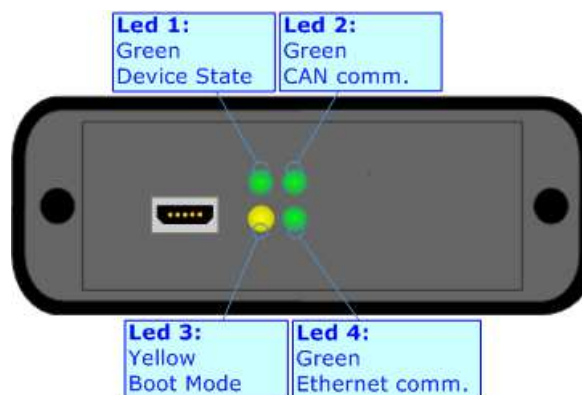 Led 1:
Green
Device State
Led 2:
Green
CAN comm.
Led 3:
Yellow
Boot Mode
Led 4:
Green
Ethernet comm.